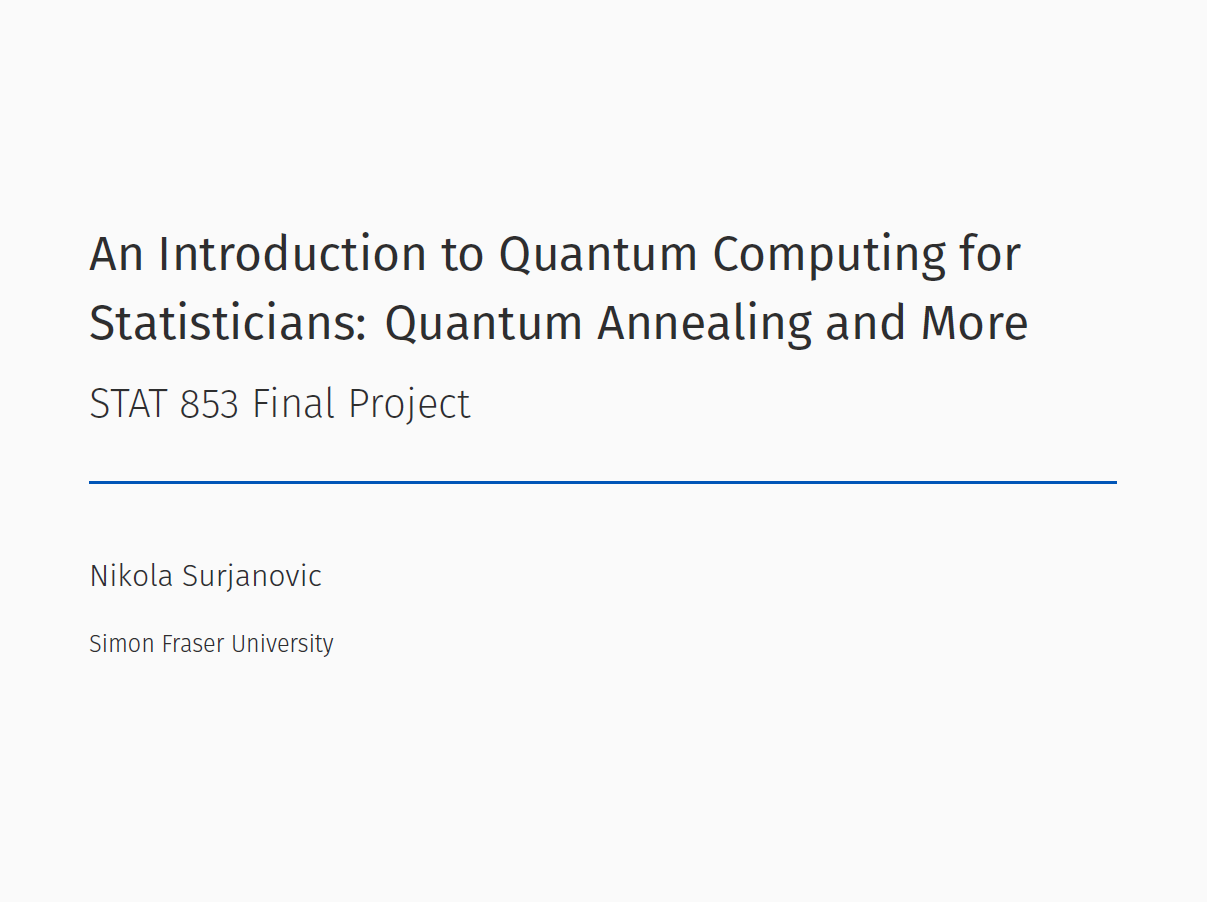 An Introduction to Quantum Computing for
Statisticians: Quantum Annealing and More
STAT 853 Final Project
Nikola Surjanovic
Simon Fraser University